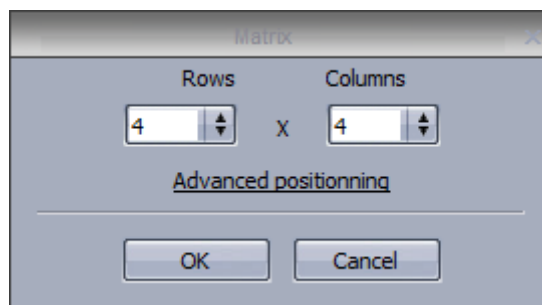 Matrix
Rows Columns
4 X 4
Advanced positionning
OK Cancel